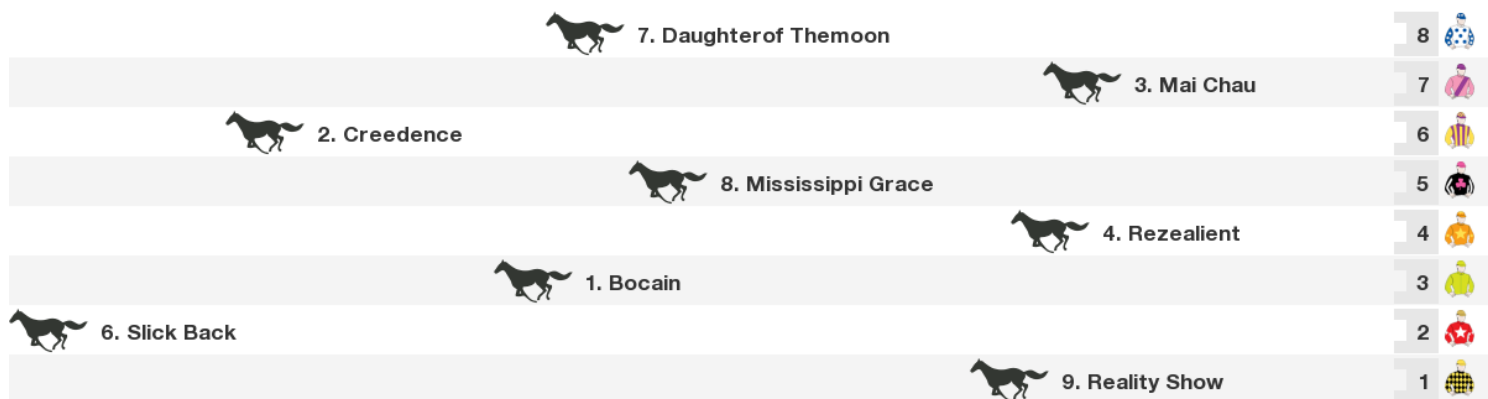 7. Daughterof Themoon 8
3. Mai Chau 7
2. Creedence 6
8. Mississippi Grace 5
4. Rezealient 4
1. Bocain 3
6. Slick Back 2
9. Reality Show 1